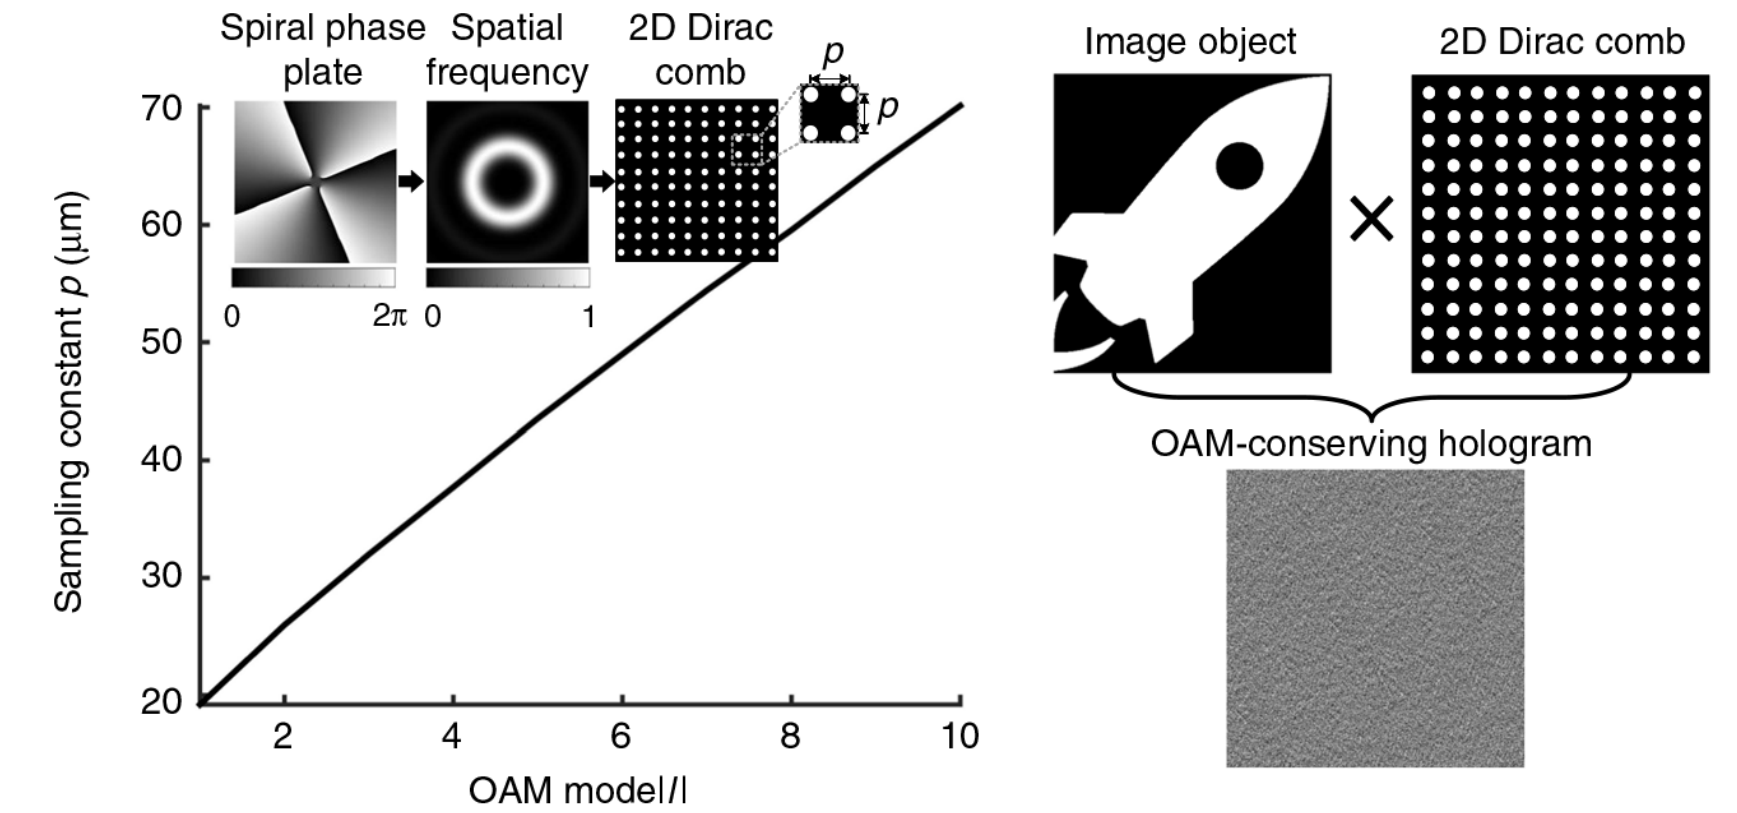 Spiral phase
plate
Spatial
frequency
2D Dirac
comb
p
p
0
2π
0
1
Sampling constant p (μm)
70
60
50
40
30
20
2
4
6
8
10
OAM model|l|
Image object
2D Dirac comb
×
OAM-conserving hologram